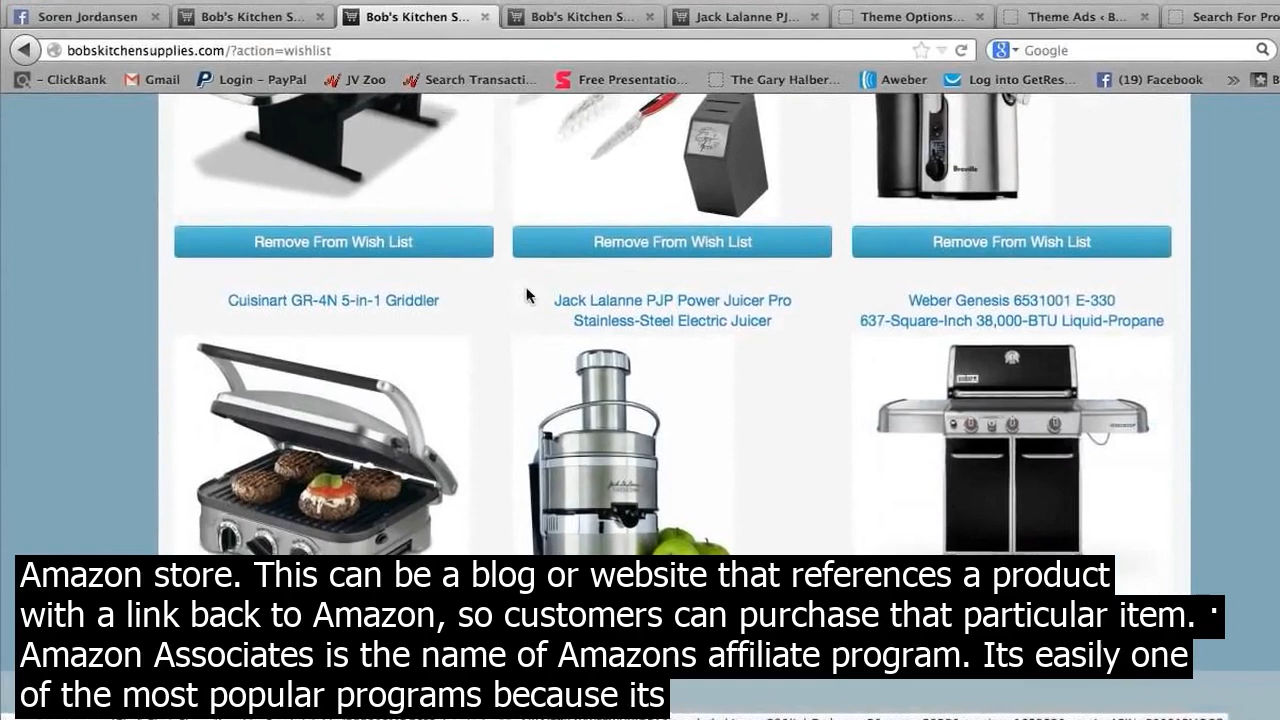 Soren Jordansen
Bob's Kitchen S...
Bob's Kitchen S...
Bob's Kitchen S...
Jack Lalanne PJ...
Theme Options...
Theme Ads ‹ B...
Search For Pro
bobskitchensupplies.com/?action=wishlist
Google
– ClickBank
Gmail
Login – PayPal
JV Zoo
Search Transacti...
Free Presentatio...
The Gary Halber...
Aweber
Log into GetRes...
(19) Facebook
»
B
Breville
Remove From Wish List
Remove From Wish List
Remove From Wish List
Cuisinart GR-4N 5-in-1 Griddler
Jack Lalanne PJP Power Juicer Pro
Stainless-Steel Electric Juicer
Weber Genesis 6531001 E-330
637-Square-Inch 38,000-BTU Liquid-Propane
Amazon store. This can be a blog or website that references a product
with a link back to Amazon, so customers can purchase that particular item. ·
Amazon Associates is the name of Amazons affiliate program. Its easily one
of the most popular programs because its